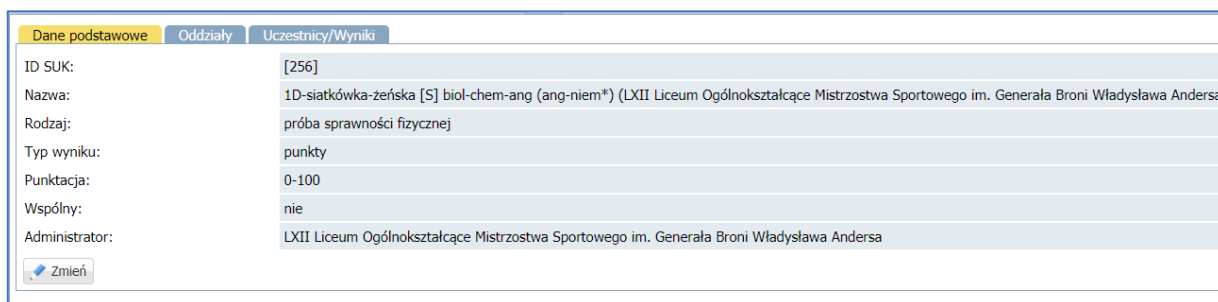 Dane podstawowe Oddziały Uczestnicy/Wyniki
ID SUK: [256]
Nazwa: 1D-siatkówka-żeńska [S] biol-chem-ang (ang-niem*) (LXII Liceum Ogólnokształcące Mistrzostwa Sportowego im. Generała Broni Władysława Andersa
Rodzaj: próba sprawności fizycznej
Typ wyniku: punkty
Punktacja: 0-100
Wspólny: nie
Administrator: LXII Liceum Ogólnokształcące Mistrzostwa Sportowego im. Generała Broni Władysława Andersa
Zmień